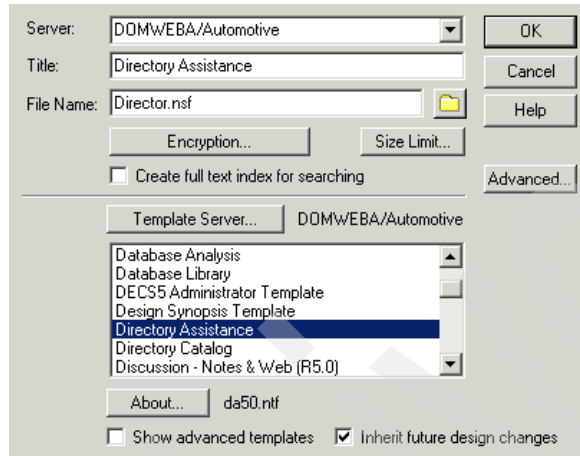 Server: DOMWEBA/Automotive OK
Title: Directory Assistance Cancel
File Name: Director.nsf Help
Encryption... Size Limit...
Create full text index for searching Advanced...
Template Server... DOMWEBA/Automotive
Database Analysis
Database Library
DECS5 Administrator Template
Design Synopsis Template
Directory Assistance
Directory Catalog
Discussion - Notes & Web (R5.0)
About... da50.ntf
Show advanced templates Inherit future design changes